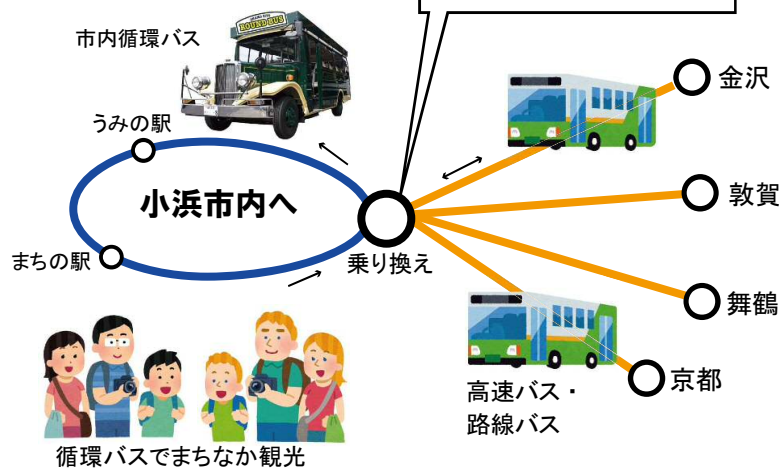 市内循環バス
ROUND BUS
うみの駅
小浜市内へ
まちの駅
乗り換え
金沢
敦賀
舞鶴
京都
高速バス・
路線バス
循環バスでまちなか観光